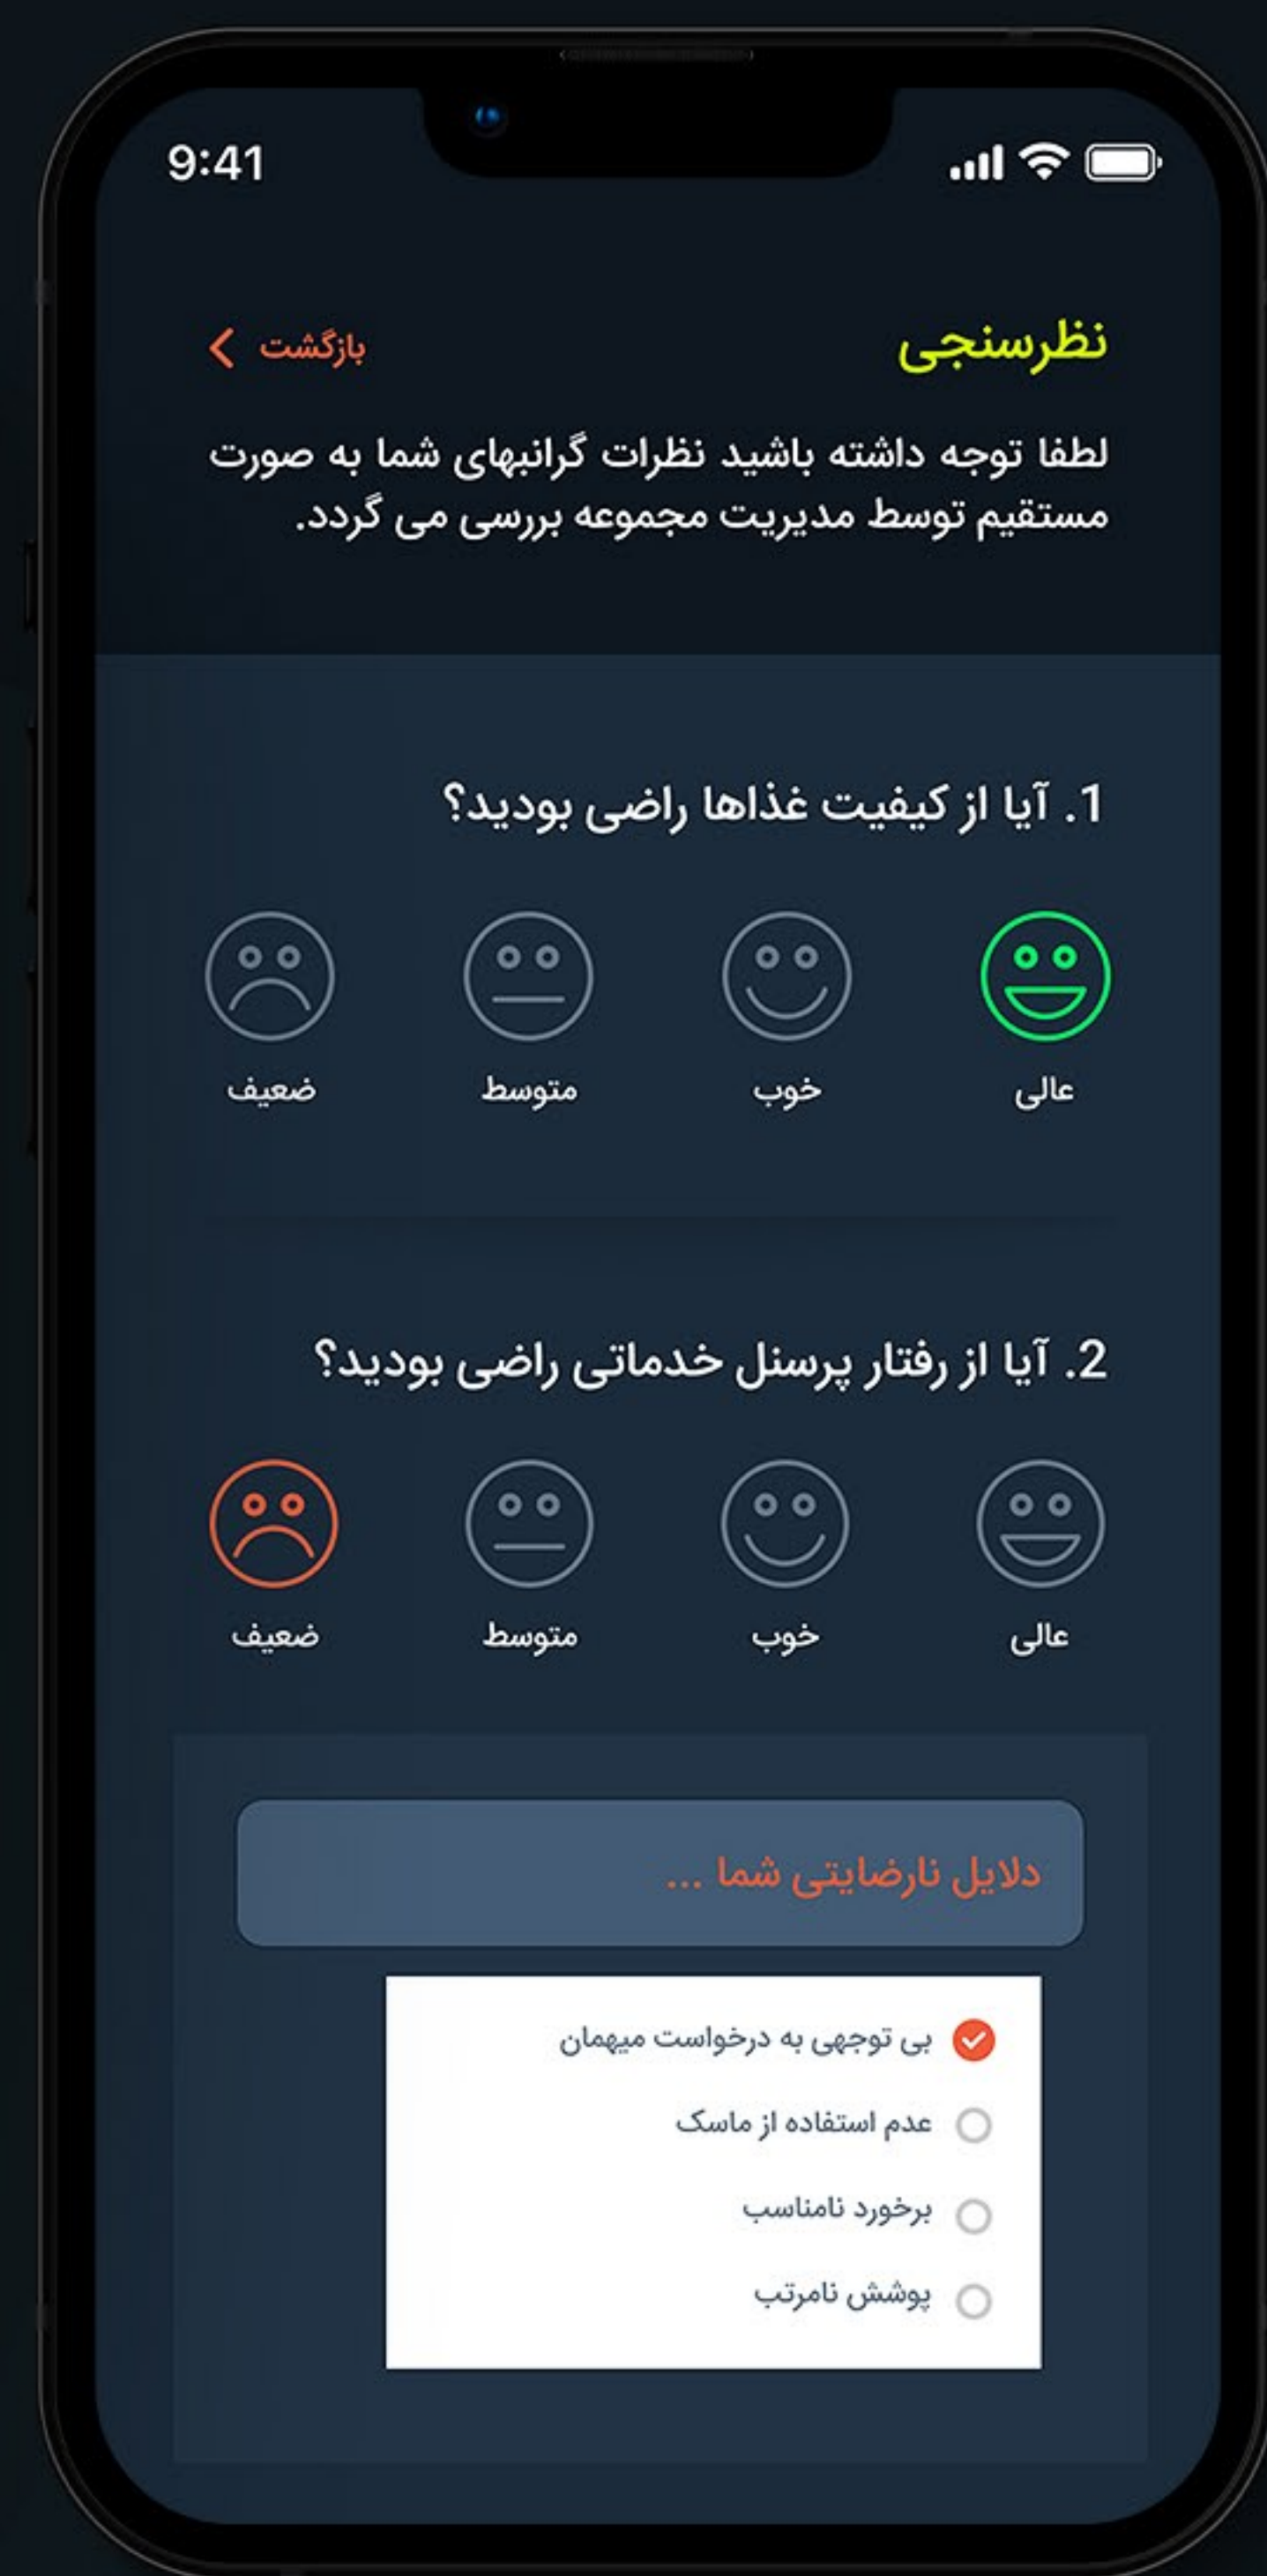 9:41
نظرسنجی
بازگشت
لطفا توجه داشته باشید نظرات گرانبهای شما به صورت
مستقیم توسط مدیریت مجموعه بررسی می گردد.
1. آیا از کیفیت غذاها راضی بودید؟
عالی خوب متوسط ضعیف
2. آیا از رفتار پرسنل خدماتی راضی بودید؟
عالی خوب متوسط ضعیف
دلایل نارضایتی شما ...
بی توجهی به درخواست میهمان
عدم استفاده از ماسک
برخورد نامناسب
پوشش نامرتب